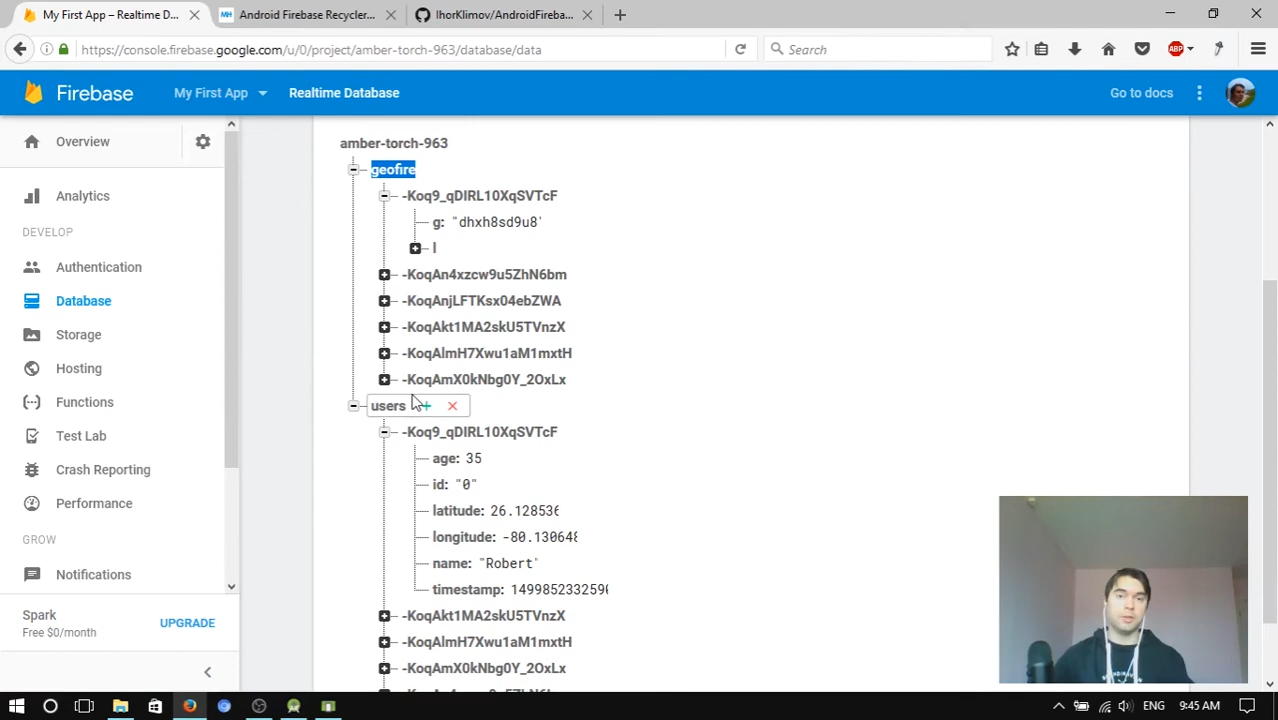 My First App – Realtime D...
Android Firebase Recycler...
IhorKlimov/AndroidFireba...
https://console.firebase.google.com/u/0/project/amber-torch-963/database/data
Search
ABP
Firebase
My First App
Realtime Database
Go to docs
Overview
Analytics
DEVELOP
Authentication
Database
Storage
Hosting
Functions
Test Lab
Crash Reporting
Performance
GROW
Notifications
Spark
Free $0/month
UPGRADE
amber-torch-963
geofire
-Koq9_qDIRL10XqSVTcF
g: "dhxh8sd9u8'
l
-KoqAn4xzcw9u5ZhN6bm
-KoqAnjLFTKsx04ebZWA
-KoqAkt1MA2skU5TVnzX
-KoqAlmH7Xwu1aM1mxtH
-KoqAmX0kNbg0Y_2OxLx
users
-Koq9_qDIRL10XqSVTcF
age: 35
id: "0"
latitude: 26.128536
longitude: -80.130648
name: "Robert"
timestamp: 1499852332596
-KoqAkt1MA2skU5TVnzX
-KoqAlmH7Xwu1aM1mxtH
-KoqAmX0kNbg0Y_2OxLx
ENG
9:45 AM